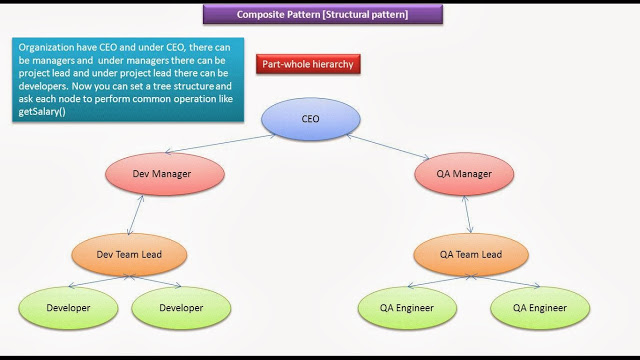 Composite Pattern [Structural pattern]
Organization have CEO and under CEO, there can
be managers and under managers there can be
project lead and under project lead there can be
developers. Now you can set a tree structure and
ask each node to perform common operation like
getSalary()
Part-whole hierarchy
CEO
Dev Manager
QA Manager
Dev Team Lead
QA Team Lead
Developer
Developer
QA Engineer
QA Engineer